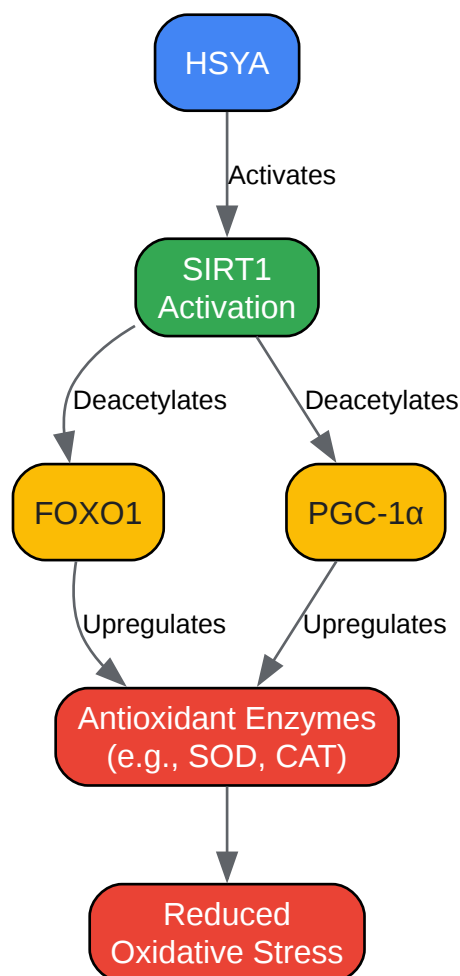 HSYA
Activates
SIRT1
Activation
Deacetylates
Deacetylates
FOXO1
PGC-1α
Upregulates
Upregulates
Antioxidant Enzymes
(e.g., SOD, CAT)
Reduced
Oxidative Stress